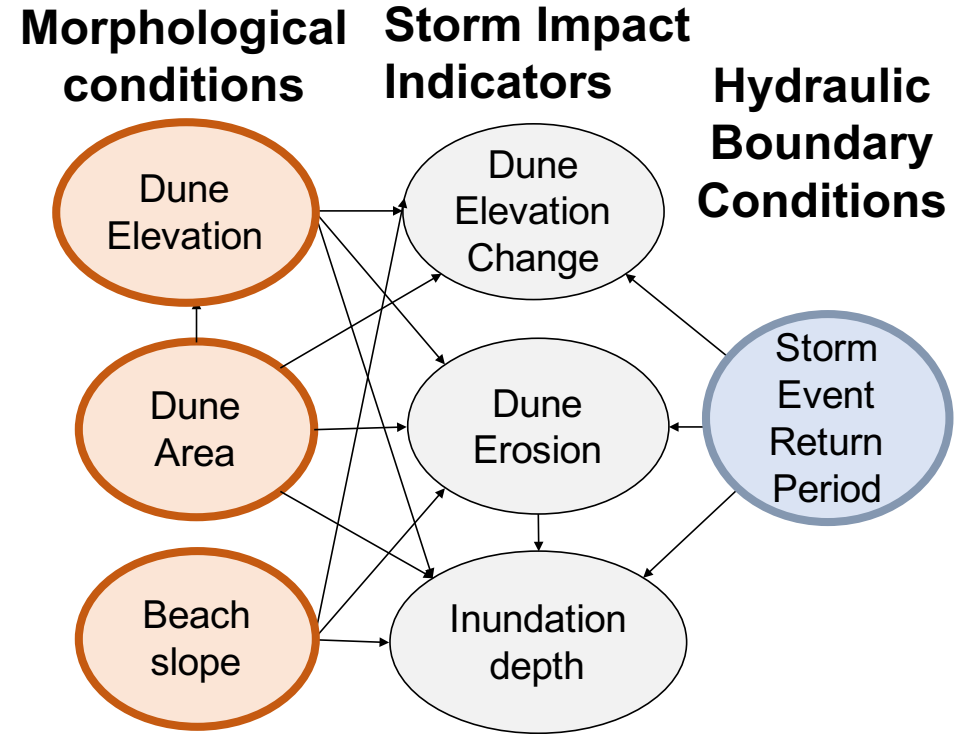 Morphological
conditions
Storm Impact
Indicators
Hydraulic
Boundary
Conditions
Dune
Elevation
Dune
Area
Beach
slope
Dune
Elevation
Change
Dune
Erosion
Inundation
depth
Storm
Event
Return
Period